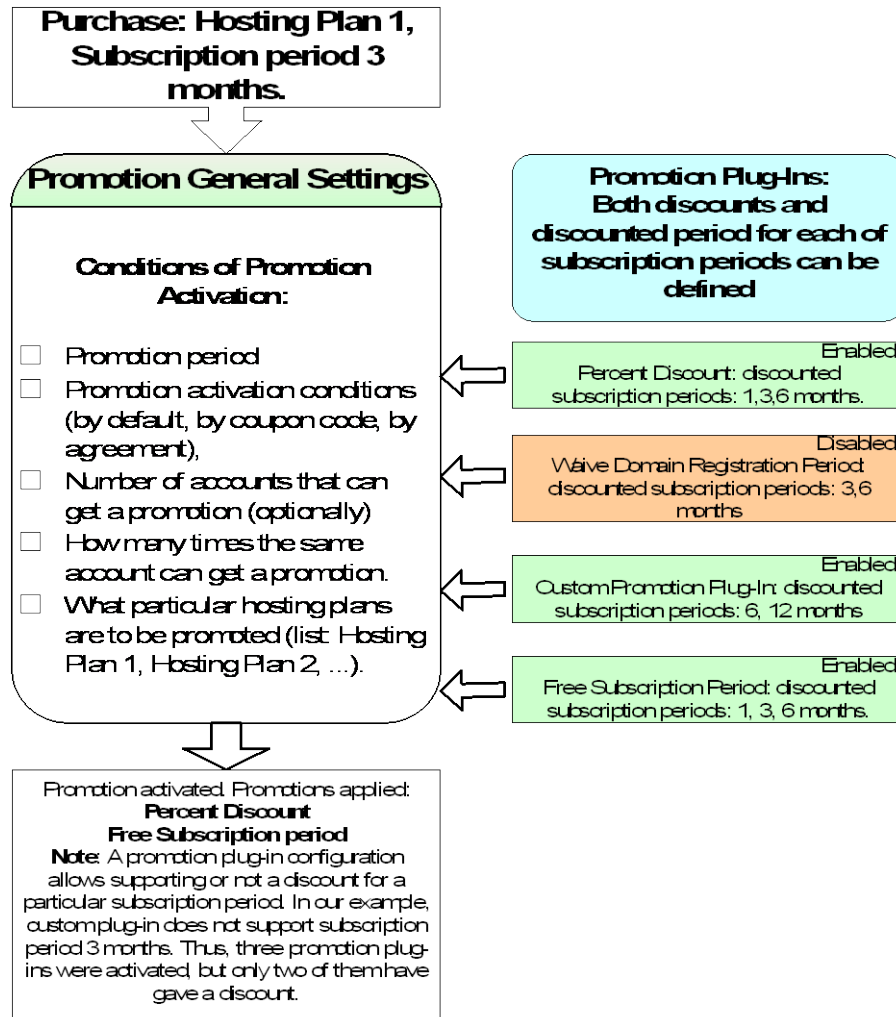 Purchase: Hosting Plan 1,
Subscription period 3
months.
Promotion General Settings
Conditions of Promotion
Activation:
Promotion period
Promotion activation conditions
(by default, by coupon code, by
agreement),
Number of accounts that can
get a promotion (optionally)
How many times the same
account can get a promotion.
What particular hosting plans
are to be promoted (list: Hosting
Plan 1, Hosting Plan 2, ...).
Promotion Plug-Ins:
Both discounts and
discounted period for each of
subscription periods can be
defined
Enabled
Percent Discount: discounted
subscription periods: 1,3,6 months.
Disabled
Waive Domain Registration Period:
discounted subscription periods: 3,6
months
Enabled
Custom Promotion Plug-In: discounted
subscription periods: 6, 12 months
Enabled
Free Subscription Period: discounted
subscription periods: 1, 3, 6 months.
Promotion activated. Promotions applied:
Percent Discount
Free Subscription period
Note: A promotion plug-in configuration
allows supporting or not a discount for a
particular subscription period. In our example,
custom plug-in does not support subscription
period 3 months. Thus, three promotion plug-
ins were activated, but only two of them have
gave a discount.